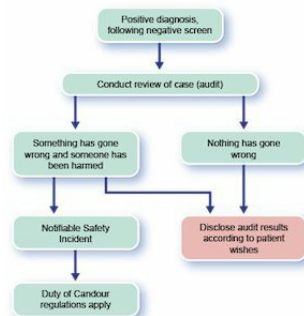 Positive diagnosis,
following negative screen
Conduct review of case (audit)
Something has gone
wrong and someone has
been harmed
Nothing has gone
wrong
Notifiable Safety
Incident
Disclose audit results
according to patient
wishes
Duty of Candour
regulations apply